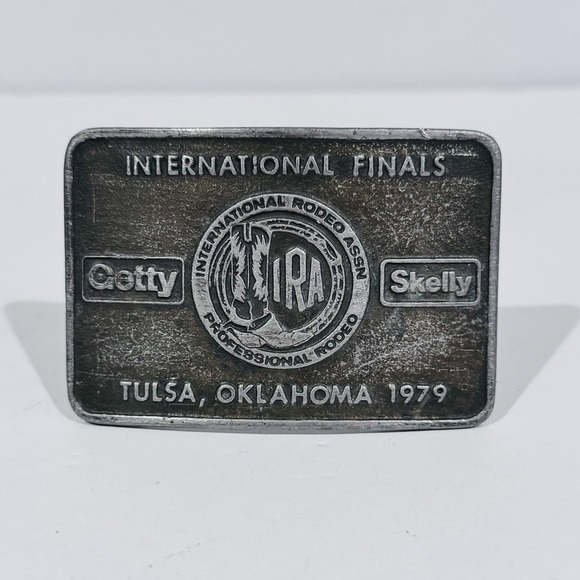 INTERNATIONAL FINALS
INTERNATIONAL RODEO ASSN
IRA
PROFESSIONAL RODEO
Getty
Skelly
TULSA, OKLAHOMA 1979